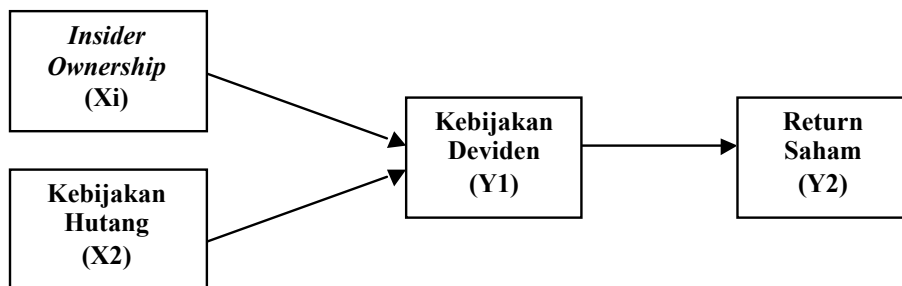 Insider
Ownership
(Xi)
Kebijakan
Hutang
(X2)
Kebijakan
Deviden
(Y1)
Return
Saham
(Y2)